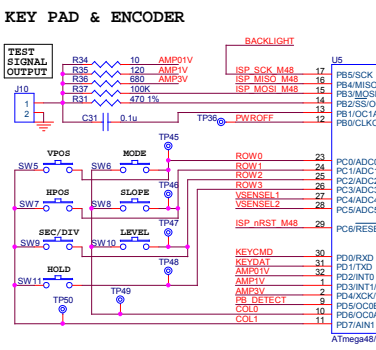 KEY PAD & ENCODER
TEST
SIGNAL
OUTPUT
BACKLIGHT
U5
R34 10 AMP01V
R35 120 AMP1V
R36 680 AMP3V
R37 100K
R31 470 1%
J10
1
2
C31 0.1u
ISP_SCK_M48 17 PB5/SCK
ISP_MISO_M48 16 PB4/MISO
ISP_MOSI_M48 15 PB3/MOSI
14 PB2/SS/O
13 PB1/OC1A
TP36 PWROFF 12 PB0/CLKO
TP45
VPOS MODE
SW5 SW6
ROW0 23 PC0/ADC0
ROW1 24 PC1/ADC1
ROW2 25 PC2/ADC2
ROW3 26 PC3/ADC3
VSENSEL1 27 PC4/ADC4
VSENSEL2 28 PC5/ADC5
TP46
HPOS SLOPE
SW7 SW8
TP47
ISP_nRST_M48 29 PC6/RESE
SEC/DIV LEVEL
SW9 SW10
TP48
HOLD
SW11
TP49
TP50
KEYCMD 30 PD0/RXD
KEYDAT 31 PD1/TXD
AMP01V 32 PD2/INT0
AMP1V 1 PD3/INT1/
AMP3V 2 PD4/XCK/
PB_DETECT 9 PD5/OC0B
COL0 10 PD6/OC0A
COL1 11 PD7/AIN1
ATmega48/